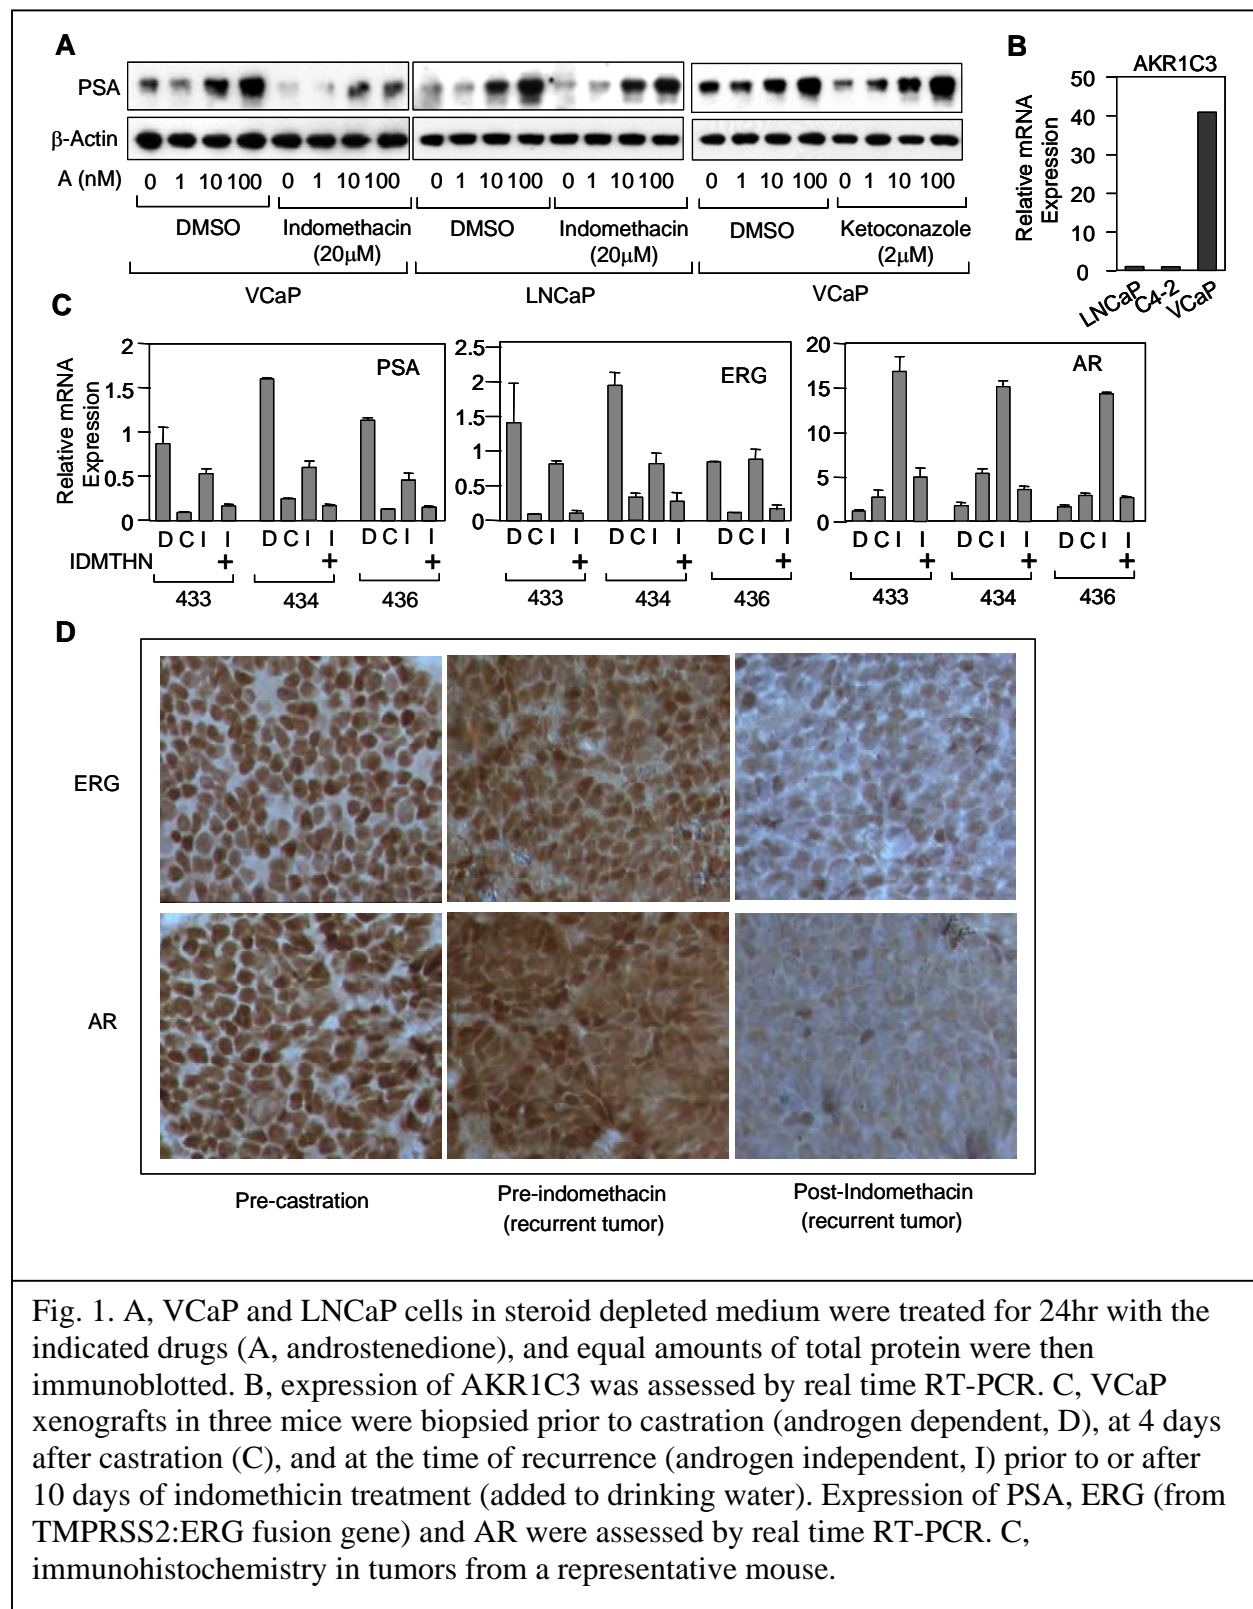 A
PSA
β-Actin
A (nM) 0 1 10 100 0 1 10 100 0 1 10 100 0 1 10 100 0 1 10 100 0 1 10 100
DMSO Indomethacin (20μM) DMSO Indomethacin (20μM) DMSO Ketoconazole (2μM)
VCaP LNCaP VCaP
B
AKR1C3
Relative mRNA Expression
50
40
30
20
10
0
LNCaP C4-2 VCaP
C
Relative mRNA Expression
PSA
2
1.5
1
0.5
0
D C I I D C I I D C I I
IDMTHN + + +
433 434 436
ERG
2.5
2
1.5
1
0.5
0
D C I I D C I I D C I I
+ + +
433 434 436
AR
20
15
10
5
0
D C I I D C I I D C I I
+ + +
433 434 436
D
ERG
AR
Pre-castration
Pre-indomethacin
(recurrent tumor)
Post-Indomethacin
(recurrent tumor)
Fig. 1. A, VCaP and LNCaP cells in steroid depleted medium were treated for 24hr with the
indicated drugs (A, androstenedione), and equal amounts of total protein were then
immunoblotted. B, expression of AKR1C3 was assessed by real time RT-PCR. C, VCaP
xenografts in three mice were biopsied prior to castration (androgen dependent, D), at 4 days
after castration (C), and at the time of recurrence (androgen independent, I) prior to or after
10 days of indomethicin treatment (added to drinking water). Expression of PSA, ERG (from
TMPRSS2:ERG fusion gene) and AR were assessed by real time RT-PCR. C,
immunohistochemistry in tumors from a representative mouse.